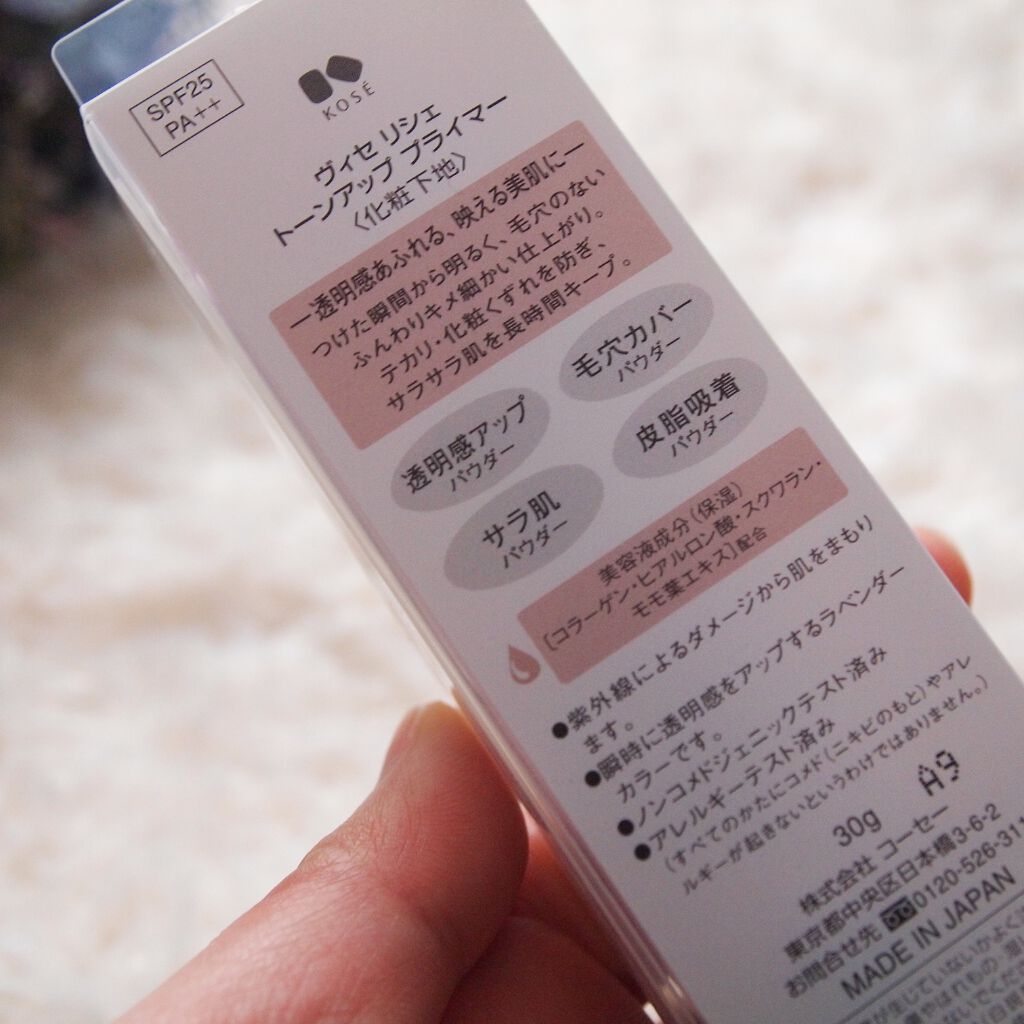 SPF25
PA++
KOSÉ
ヴィセ リシェ
トーンアップ プライマー
〈化粧下地〉
―透明感あふれる、映える美肌に―
つけた瞬間から明るく、毛穴のない
ふんわりキメ細かい仕上がり。
テカリ・化粧くずれを防ぎ、
サラサラ肌を長時間キープ。
透明感アップ
パウダー
毛穴カバー
パウダー
サラ肌
パウダー
皮脂吸着
パウダー
美容液成分（保湿）
［コラーゲン・ヒアルロン酸・スクワラン・
モモ葉エキス］配合
●紫外線によるダメージから肌をまもり
ます。
●瞬時に透明感をアップするラベンダー
カラーです。
●ノンコメドジェニックテスト済み
●アレルギーテスト済み
（すべてのかたにコメド（ニキビのもと）やアレ
ルギーが起きないというわけではありません。）
A9
30g
株式会社 コーセー
東京都中央区日本橋3-6-2
お問合せ先 0120-526-311
MADE IN JAPAN